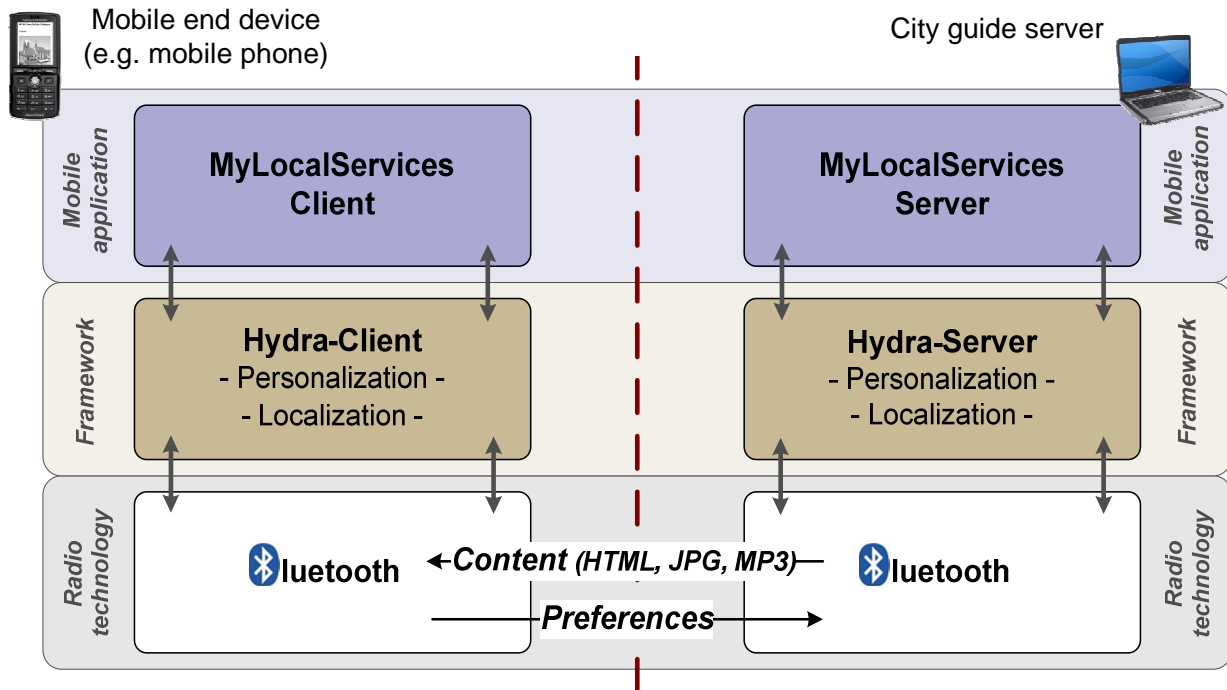 Mobile end device
(e.g. mobile phone)
City guide server
Mobile
application
MyLocalServices
Client
MyLocalServices
Server
Mobile
application
Framework
Hydra-Client
- Personalization -
- Localization -
Hydra-Server
- Personalization -
- Localization -
Framework
Radio
technology
luetooth
Content (HTML, JPG, MP3)
luetooth
Preferences
Radio
technology